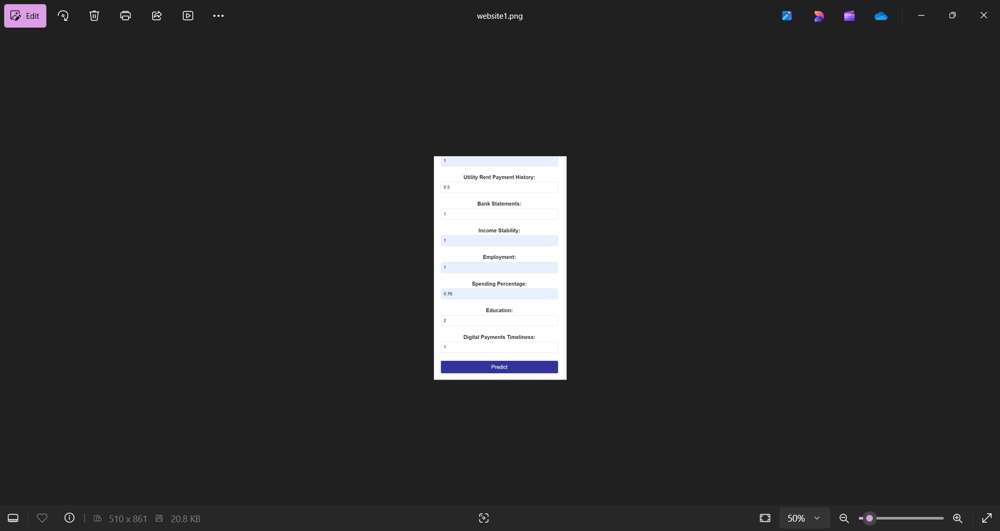 Edit
website1.png
1
Utility Rent Payment History:
0.5
Bank Statements:
1
Income Stability:
1
Employment:
1
Spending Percentage:
0.76
Education:
2
Digital Payments Timeliness:
1
Predict
510 x 861 20.8 KB
50%